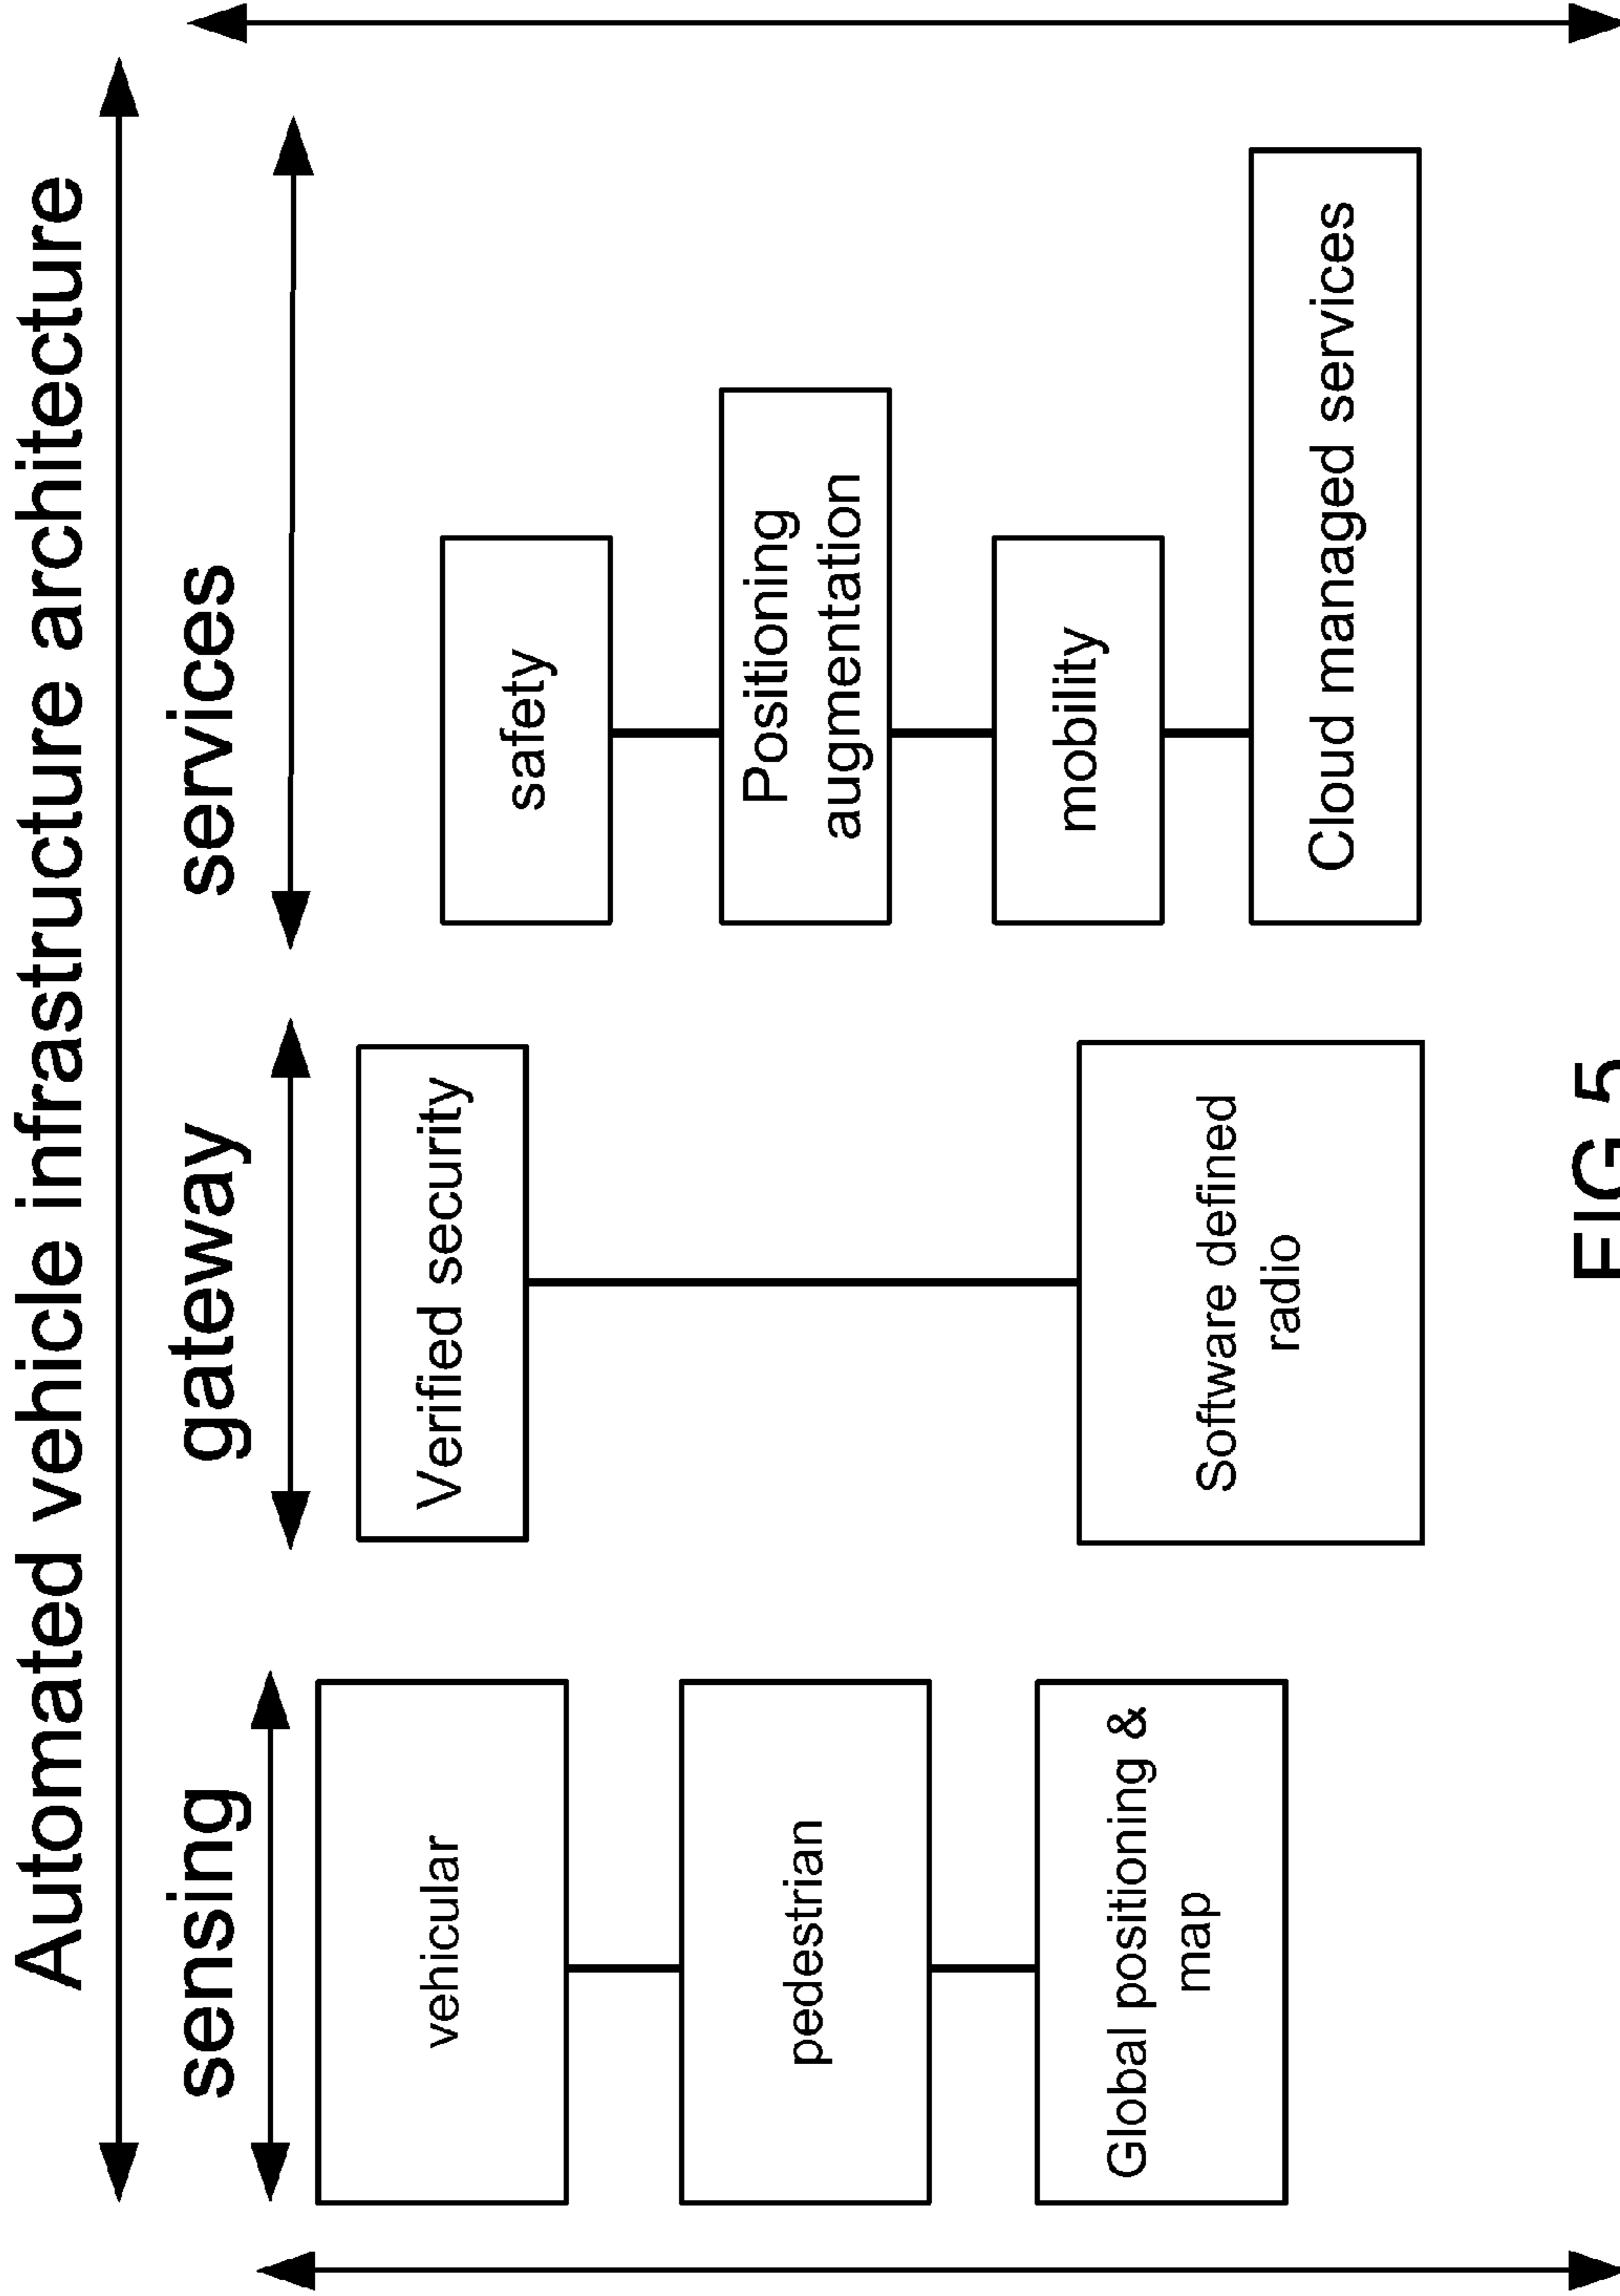 Automated vehicle infrastructure architecture
sensing
vehicular
pedestrian
Global positioning &
map
gateway
Verified security
Software defined
radio
services
safety
Positioning
augmentation
mobility
Cloud managed services
FIG 5